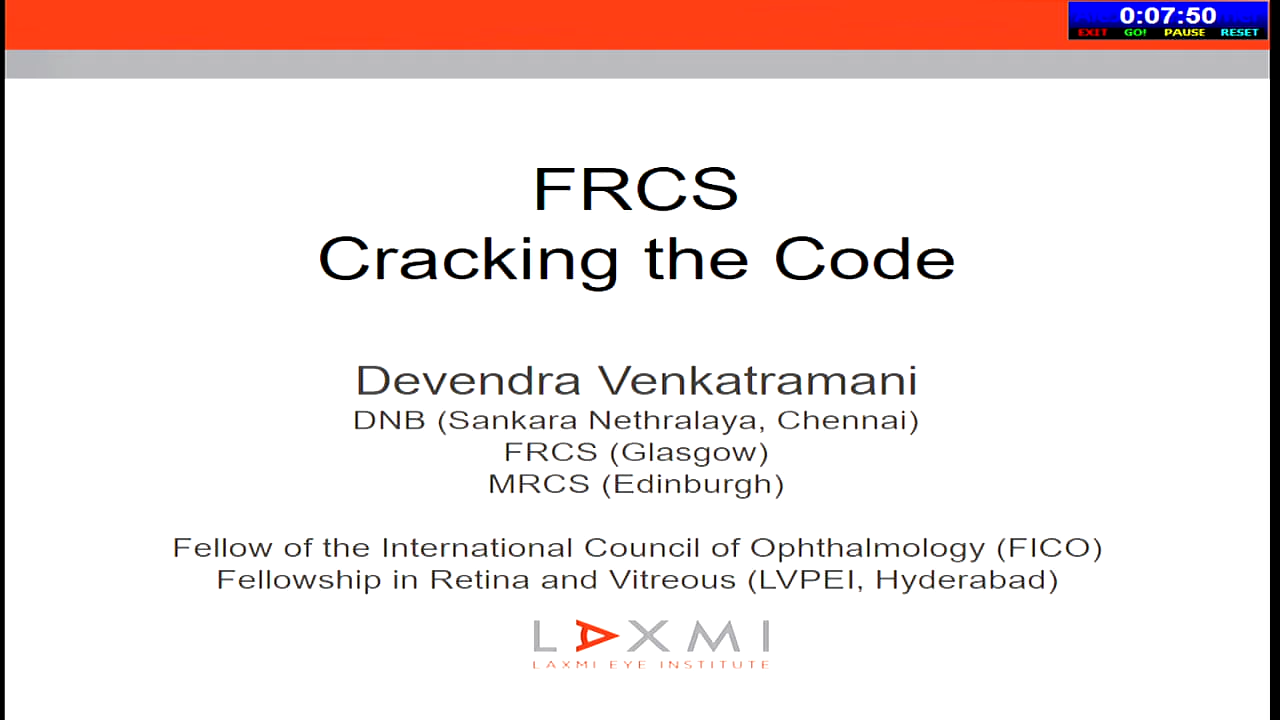 0:07:50
EXIT GO! PAUSE RESET
FRCS
Cracking the Code
Devendra Venkatramani
DNB (Sankara Nethralaya, Chennai)
FRCS (Glasgow)
MRCS (Edinburgh)
Fellow of the International Council of Ophthalmology (FICO)
Fellowship in Retina and Vitreous (LVPEI, Hyderabad)
LAXMI
LAXMI EYE INSTITUTE